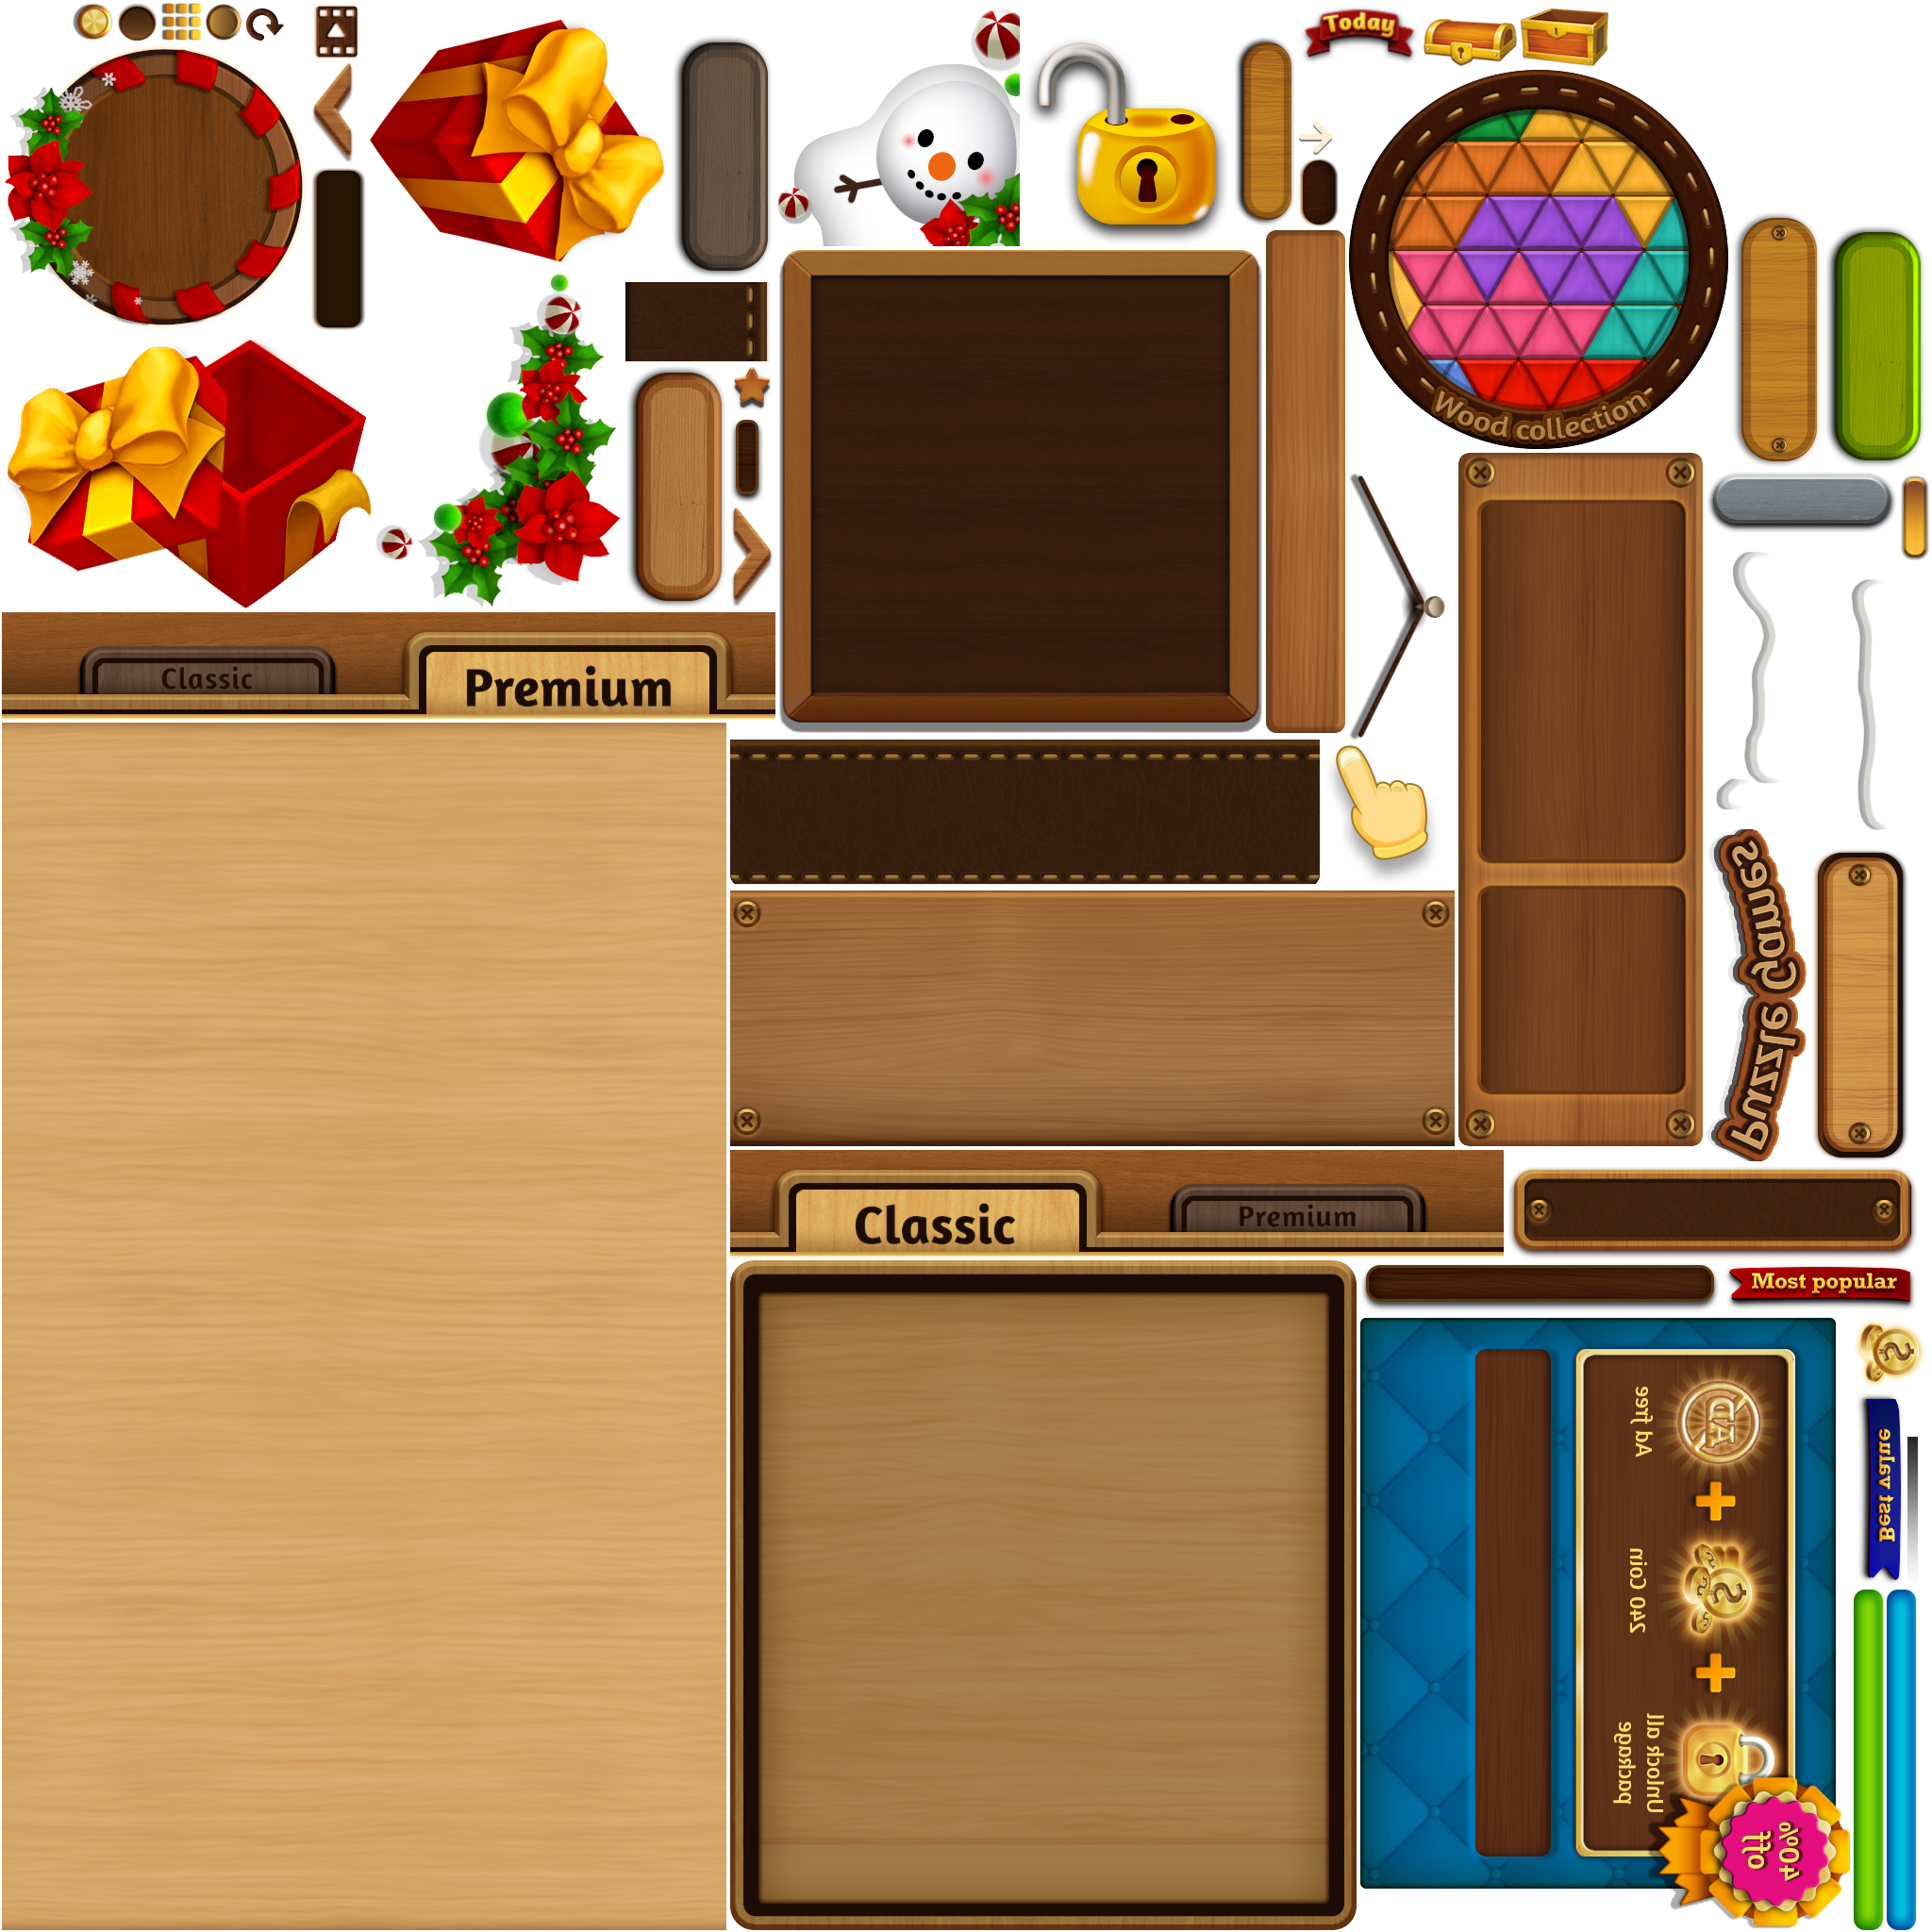 Today
Wood collection
Classic
Premium
Puzzle Games
Classic
Premium
Most popular
Best value
AD
Ad free
240 Coin
Unlock all
package
40%
off